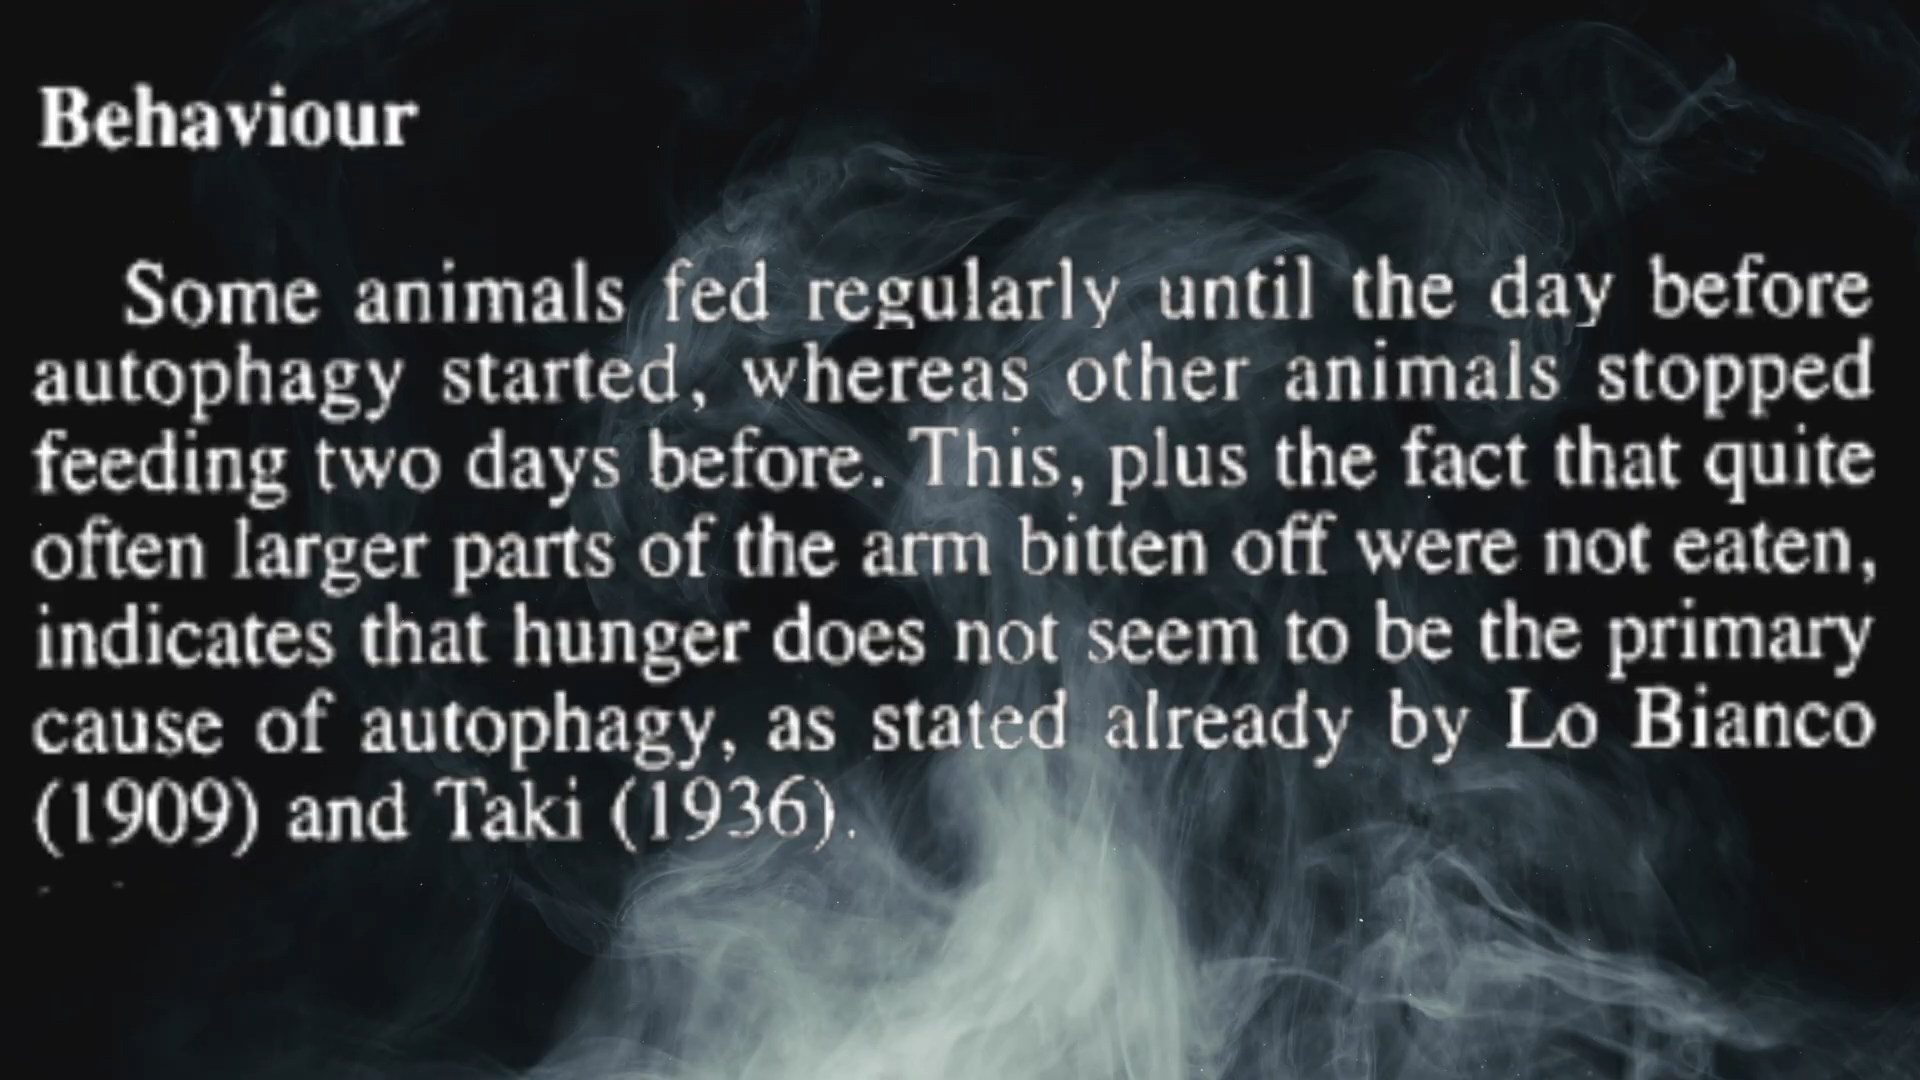 Behaviour
Some animals fed regularly until the day before
autophagy started, whereas other animals stopped
feeding two days before. This, plus the fact that quite
often larger parts of the arm bitten off were not eaten,
indicates that hunger does not seem to be the primary
cause of autophagy, as stated already by Lo Bianco
(1909) and Taki (1936).